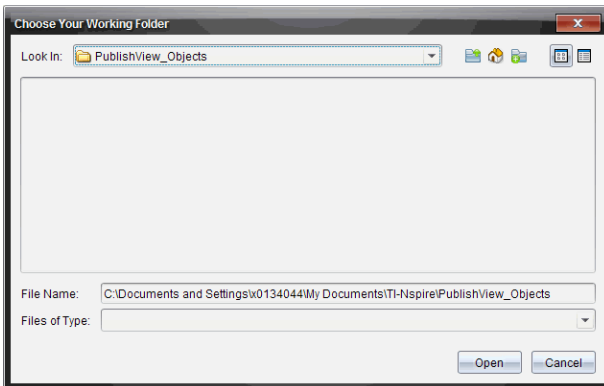 Choose Your Working Folder
Look In: PublishView_Objects
File Name: C:\Documents and Settings\x0134044\My Documents\TI-Nspire\PublishView_Objects
Files of Type:
Open Cancel